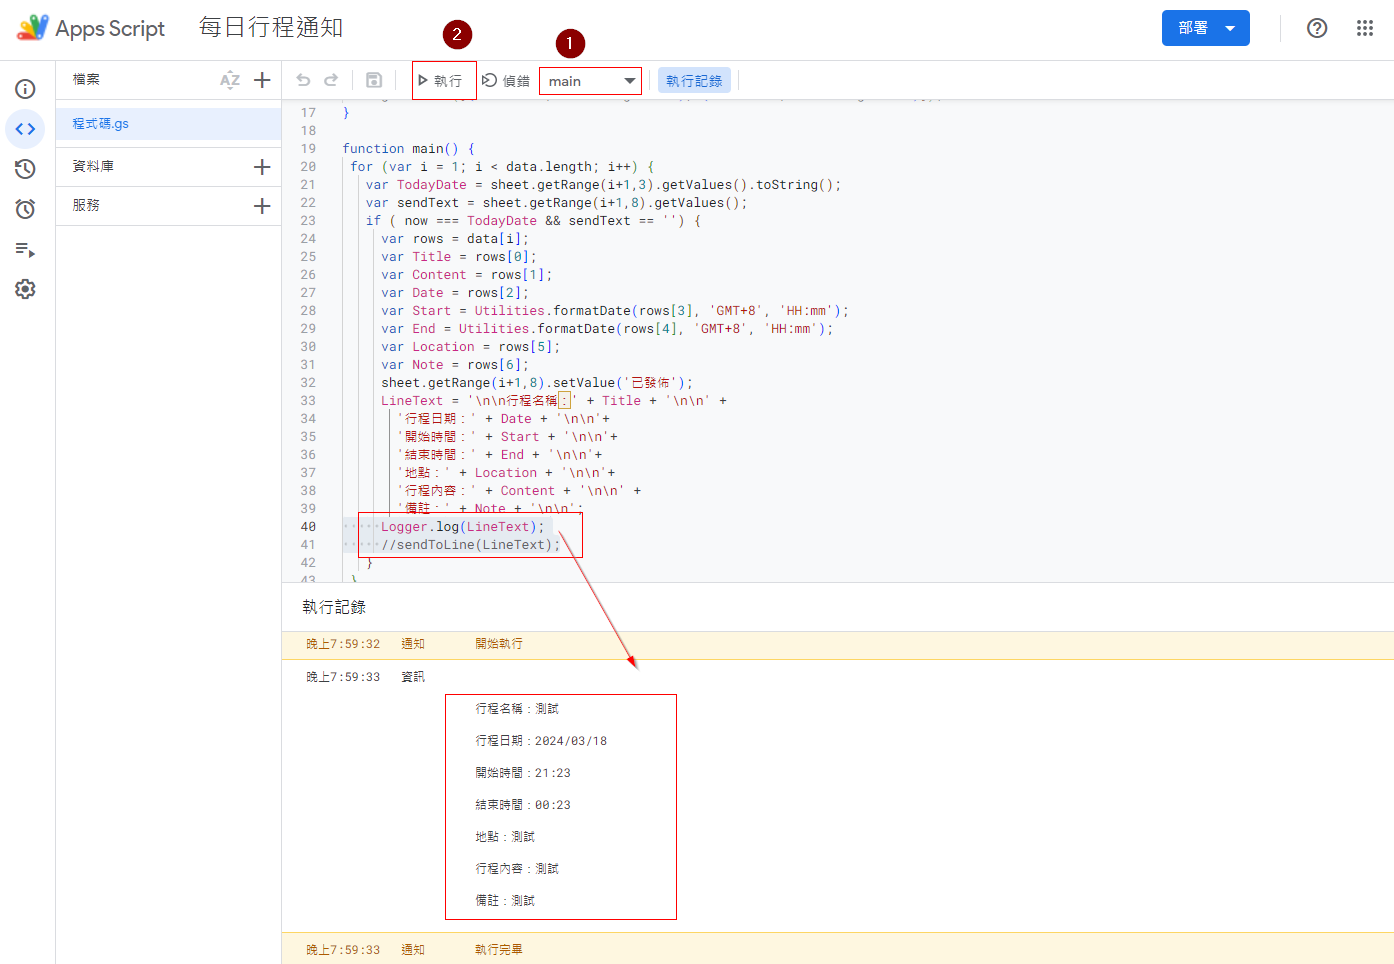 Apps Script
每日行程通知
部署
2
1
檔案
AZ
執行
偵錯
main
執行記錄
程式碼.gs
資料庫
服務
17 }
18
19 function main() {
20 for (var i = 1; i < data.length; i++) {
21 var TodayDate = sheet.getRange(i+1,3).getValues().toString();
22 var sendText = sheet.getRange(i+1,8).getValues();
23 if ( now === TodayDate && sendText == '') {
24 var rows = data[i];
25 var Title = rows[0];
26 var Content = rows[1];
27 var Date = rows[2];
28 var Start = Utilities.formatDate(rows[3], 'GMT+8', 'HH:mm');
29 var End = Utilities.formatDate(rows[4], 'GMT+8', 'HH:mm');
30 var Location = rows[5];
31 var Note = rows[6];
32 sheet.getRange(i+1,8).setValue('已發佈');
33 LineText = '\n\n行程名稱：' + Title + '\n\n' +
34 '行程日期：' + Date + '\n\n'+
35 '開始時間：' + Start + '\n\n'+
36 '結束時間：' + End + '\n\n'+
37 '地點：' + Location + '\n\n'+
38 '行程內容：' + Content + '\n\n' +
39 '備註：' + Note + '\n\n';
40 Logger.log(LineText);
41 //sendToLine(LineText);
42 }
43 }
執行記錄
晚上7:59:32 通知 開始執行
晚上7:59:33 資訊
行程名稱：測試
行程日期：2024/03/18
開始時間：21:23
結束時間：00:23
地點：測試
行程內容：測試
備註：測試
晚上7:59:33 通知 執行完畢